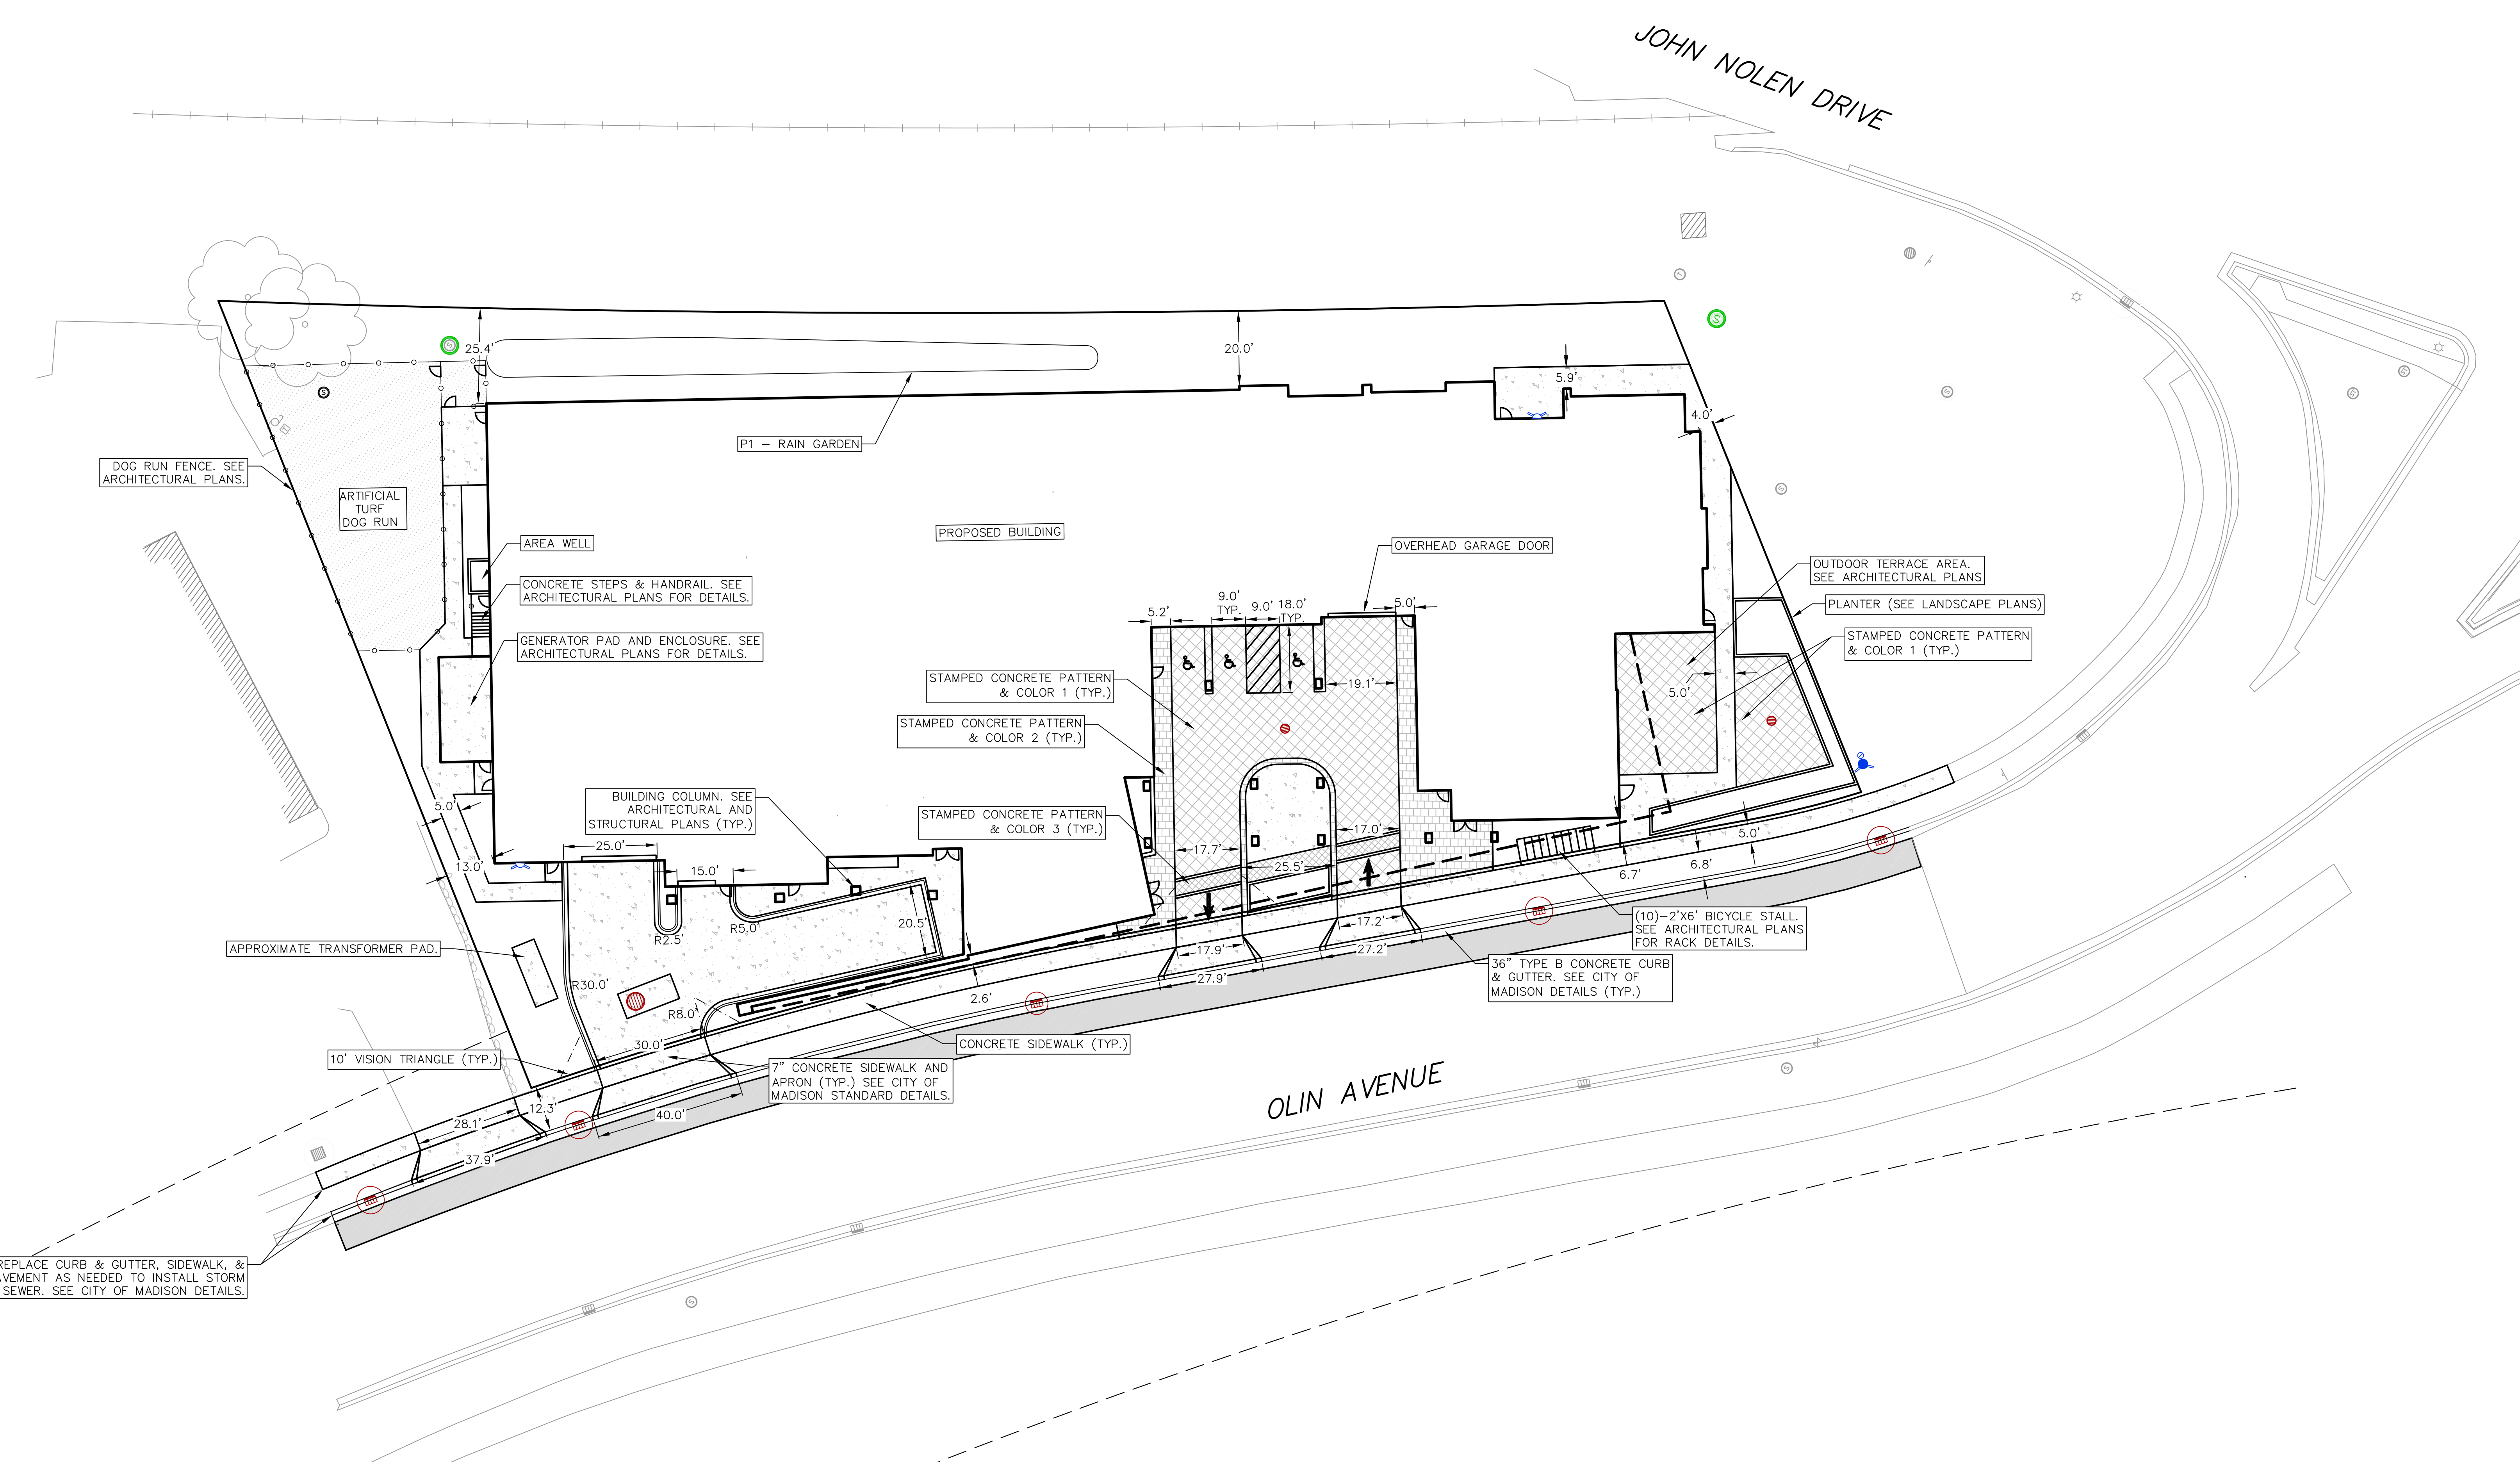 JOHN NOLEN DRIVE
25.4'
20.0'
5.9'
4.0'
P1 – RAIN GARDEN
DOG RUN FENCE. SEE
ARCHITECTURAL PLANS.
ARTIFICIAL
TURF
DOG RUN
PROPOSED BUILDING
AREA WELL
OVERHEAD GARAGE DOOR
CONCRETE STEPS & HANDRAIL. SEE
ARCHITECTURAL PLANS FOR DETAILS.
OUTDOOR TERRACE AREA.
SEE ARCHITECTURAL PLANS
PLANTER (SEE LANDSCAPE PLANS)
GENERATOR PAD AND ENCLOSURE. SEE
ARCHITECTURAL PLANS FOR DETAILS.
STAMPED CONCRETE PATTERN
& COLOR 1 (TYP.)
5.2'
9.0'
TYP.
9.0'
18.0'
TYP.
5.0'
STAMPED CONCRETE PATTERN
& COLOR 1 (TYP.)
19.1'
5.0'
STAMPED CONCRETE PATTERN
& COLOR 2 (TYP.)
BUILDING COLUMN. SEE
ARCHITECTURAL AND
STRUCTURAL PLANS (TYP.)
STAMPED CONCRETE PATTERN
& COLOR 3 (TYP.)
5.0'
13.0'
25.0'
15.0'
17.7'
25.5'
17.0'
5.0'
6.8'
6.7'
R2.5'
R5.0'
20.5'
(10)–2'X6' BICYCLE STALL.
SEE ARCHITECTURAL PLANS
FOR RACK DETAILS.
APPROXIMATE TRANSFORMER PAD.
17.9'
27.9'
17.2'
27.2'
36" TYPE B CONCRETE CURB
& GUTTER. SEE CITY OF
MADISON DETAILS (TYP.)
R30.0'
R8.0'
2.6'
30.0'
CONCRETE SIDEWALK (TYP.)
10' VISION TRIANGLE (TYP.)
7" CONCRETE SIDEWALK AND
APRON (TYP.) SEE CITY OF
MADISON STANDARD DETAILS.
OLIN AVENUE
28.1'
12.3'
40.0'
37.9'
REPLACE CURB & GUTTER, SIDEWALK, &
AS NEEDED TO INSTALL STORM
SEWER. SEE CITY OF MADISON DETAILS.